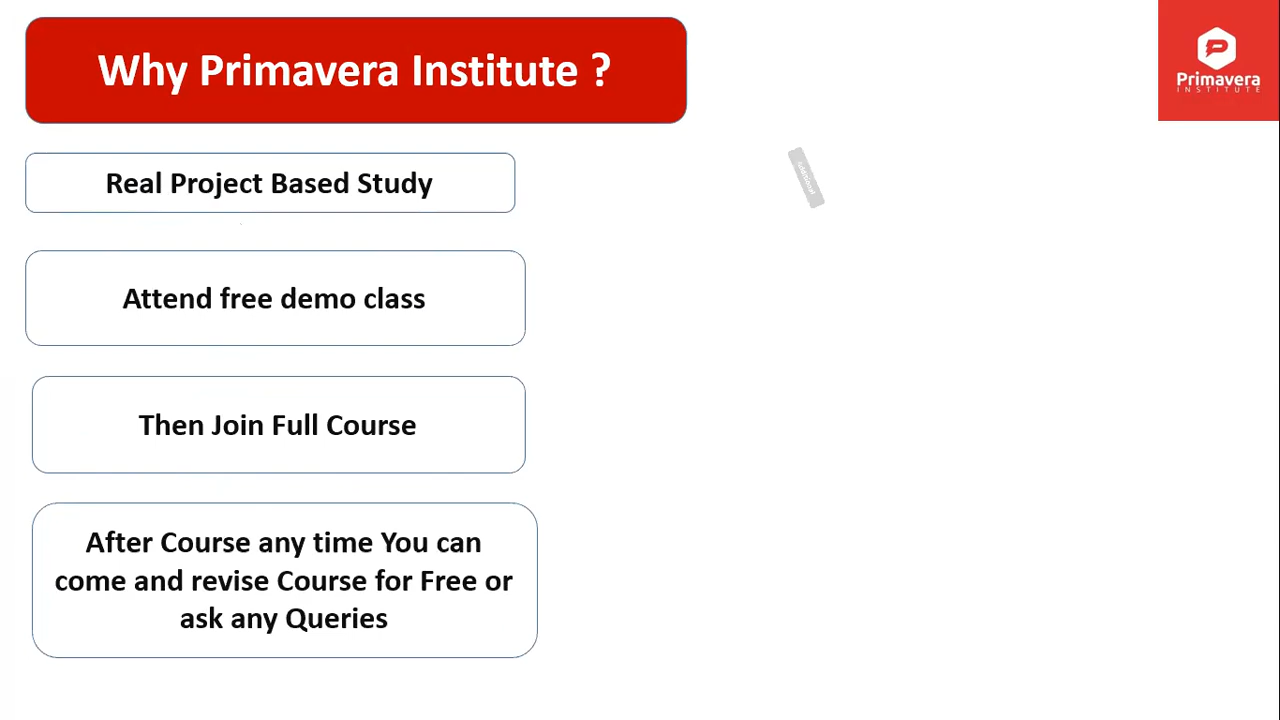 Why Primavera Institute ?
Primavera
INSTITUTE
Real Project Based Study
Attend free demo class
Then Join Full Course
After Course any time You can
come and revise Course for Free or
ask any Queries